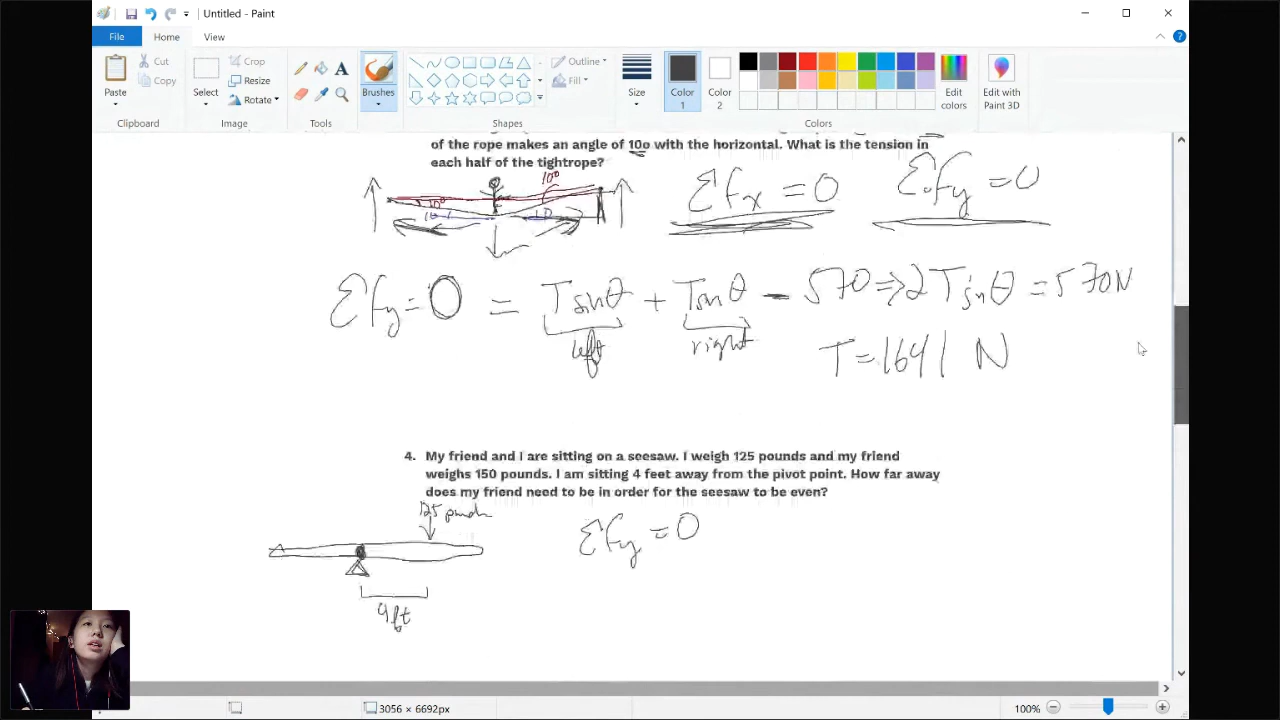 Untitled - Paint
File Home View
Paste
Cut
Copy
Clipboard
Select
Crop
Resize
Rotate
Image
Tools
Brushes
Outline
Fill
Shapes
Size
Color 1
Color 2
Edit colors
Colors
Edit with Paint 3D
of the rope makes an angle of 10o with the horizontal. What is the tension in
each half of the tightrope?
10°
10°
10
10
ΣFx = 0
ΣFy = 0
ΣFy = 0 = Tsinθ + Tsinθ - 570 => 2Tsinθ = 570N
left
right
T = 1641 N
4. My friend and I are sitting on a seesaw. I weigh 125 pounds and my friend
weighs 150 pounds. I am sitting 4 feet away from the pivot point. How far away
does my friend need to be in order for the seesaw to be even?
125 pounds
ΣFy = 0
4ft
3056 × 6692px
100%